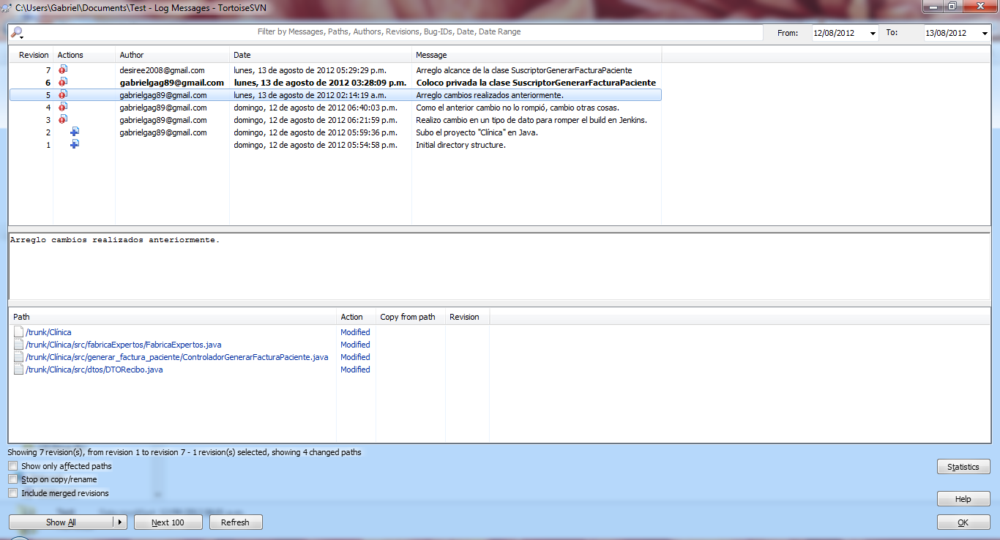 C:\Users\Gabriel\Documents\Test - Log Messages - TortoiseSVN
Filter by Messages, Paths, Authors, Revisions, Bug-IDs, Date, Date Range From: 12/08/2012 To: 13/08/2012
Revision Actions Author Date Message
7 desiree2008@gmail.com lunes, 13 de agosto de 2012 05:29:29 p.m. Arreglo alcance de la clase SuscriptorGenerarFacturaPaciente
6 gabrielgag89@gmail.com lunes, 13 de agosto de 2012 03:28:09 p.m. Coloco privada la clase SuscriptorGenerarFacturaPaciente
5 gabrielgag89@gmail.com lunes, 13 de agosto de 2012 02:14:19 a.m. Arreglo cambios realizados anteriormente.
4 gabrielgag89@gmail.com domingo, 12 de agosto de 2012 06:40:03 p.m. Como el anterior cambio no lo rompió, cambio otras cosas.
3 gabrielgag89@gmail.com domingo, 12 de agosto de 2012 06:21:59 p.m. Realizo cambio en un tipo de dato para romper el build en Jenkins.
2 gabrielgag89@gmail.com domingo, 12 de agosto de 2012 05:59:36 p.m. Subo el proyecto "Clínica" en Java.
1 domingo, 12 de agosto de 2012 05:54:58 p.m. Initial directory structure.
Arreglo cambios realizados anteriormente.
Path Action Copy from path Revision
/trunk/Clínica Modified
/trunk/Clínica/src/fabricaExpertos/FabricaExpertos.java Modified
/trunk/Clínica/src/generar_factura_paciente/ControladorGenerarFacturaPaciente.java Modified
/trunk/Clínica/src/dtos/DTORecibo.java Modified
Showing 7 revision(s), from revision 1 to revision 7 - 1 revision(s) selected, showing 4 changed paths
Show only affected paths
Statistics
Stop on copy/rename
Include merged revisions
Help
Show All Next 100 Refresh OK